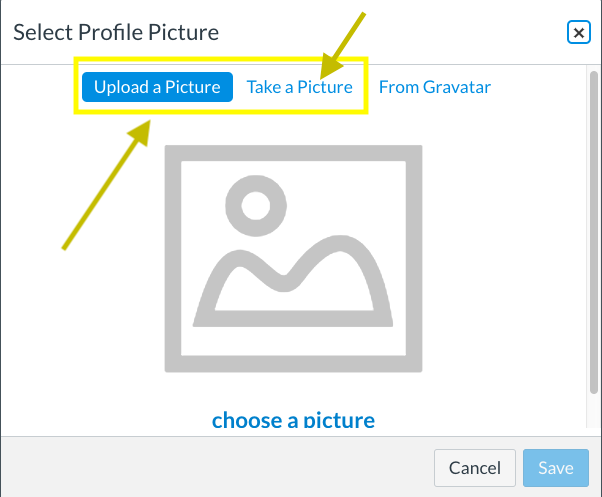 Select Profile Picture
Upload a Picture Take a Picture From Gravatar
choose a picture
Cancel Save